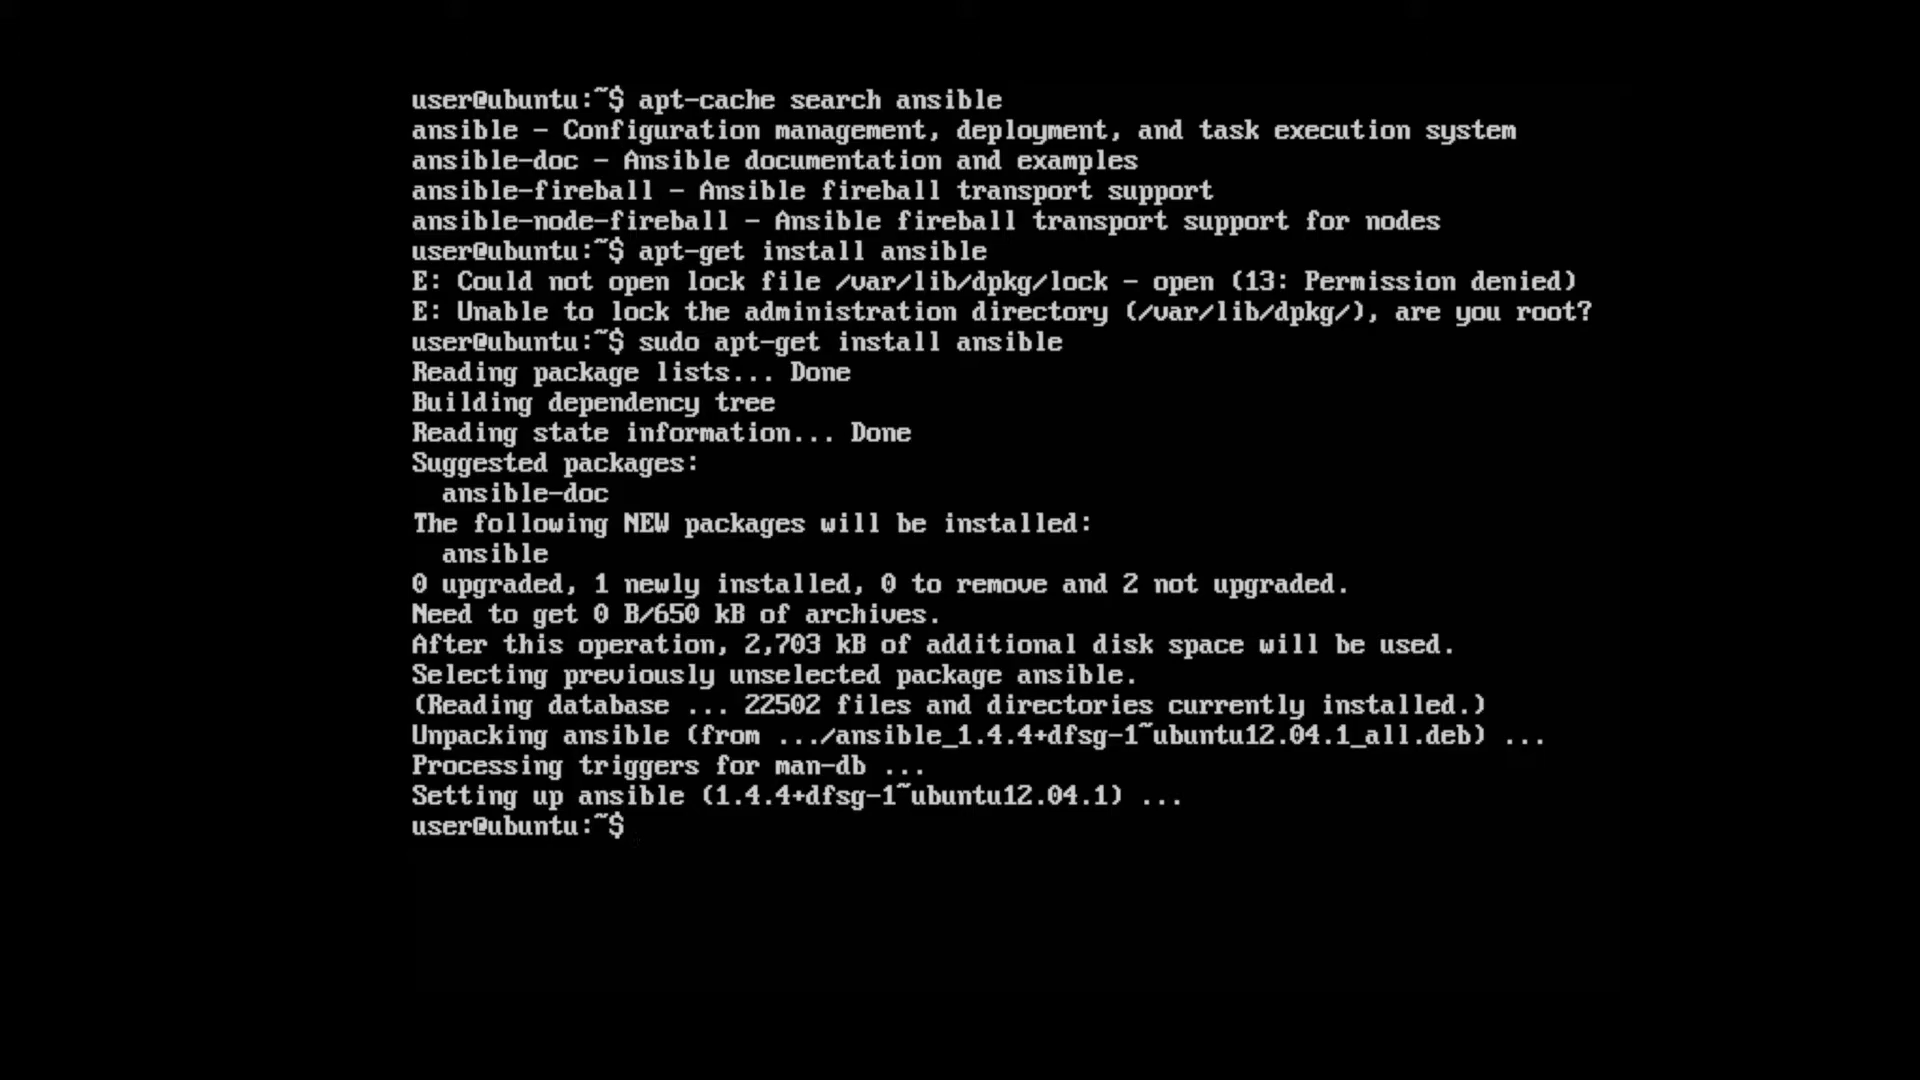 user@ubuntu:~$ apt-cache search ansible
ansible - Configuration management, deployment, and task execution system
ansible-doc - Ansible documentation and examples
ansible-fireball - Ansible fireball transport support
ansible-node-fireball - Ansible fireball transport support for nodes
user@ubuntu:~$ apt-get install ansible
E: Could not open lock file /var/lib/dpkg/lock - open (13: Permission denied)
E: Unable to lock the administration directory (/var/lib/dpkg/), are you root?
user@ubuntu:~$ sudo apt-get install ansible
Reading package lists... Done
Building dependency tree
Reading state information... Done
Suggested packages:
  ansible-doc
The following NEW packages will be installed:
  ansible
0 upgraded, 1 newly installed, 0 to remove and 2 not upgraded.
Need to get 0 B/650 kB of archives.
After this operation, 2,703 kB of additional disk space will be used.
Selecting previously unselected package ansible.
(Reading database ... 22502 files and directories currently installed.)
Unpacking ansible (from .../ansible_1.4.4+dfsg-1~ubuntu12.04.1_all.deb) ...
Processing triggers for man-db ...
Setting up ansible (1.4.4+dfsg-1~ubuntu12.04.1) ...
user@ubuntu:~$